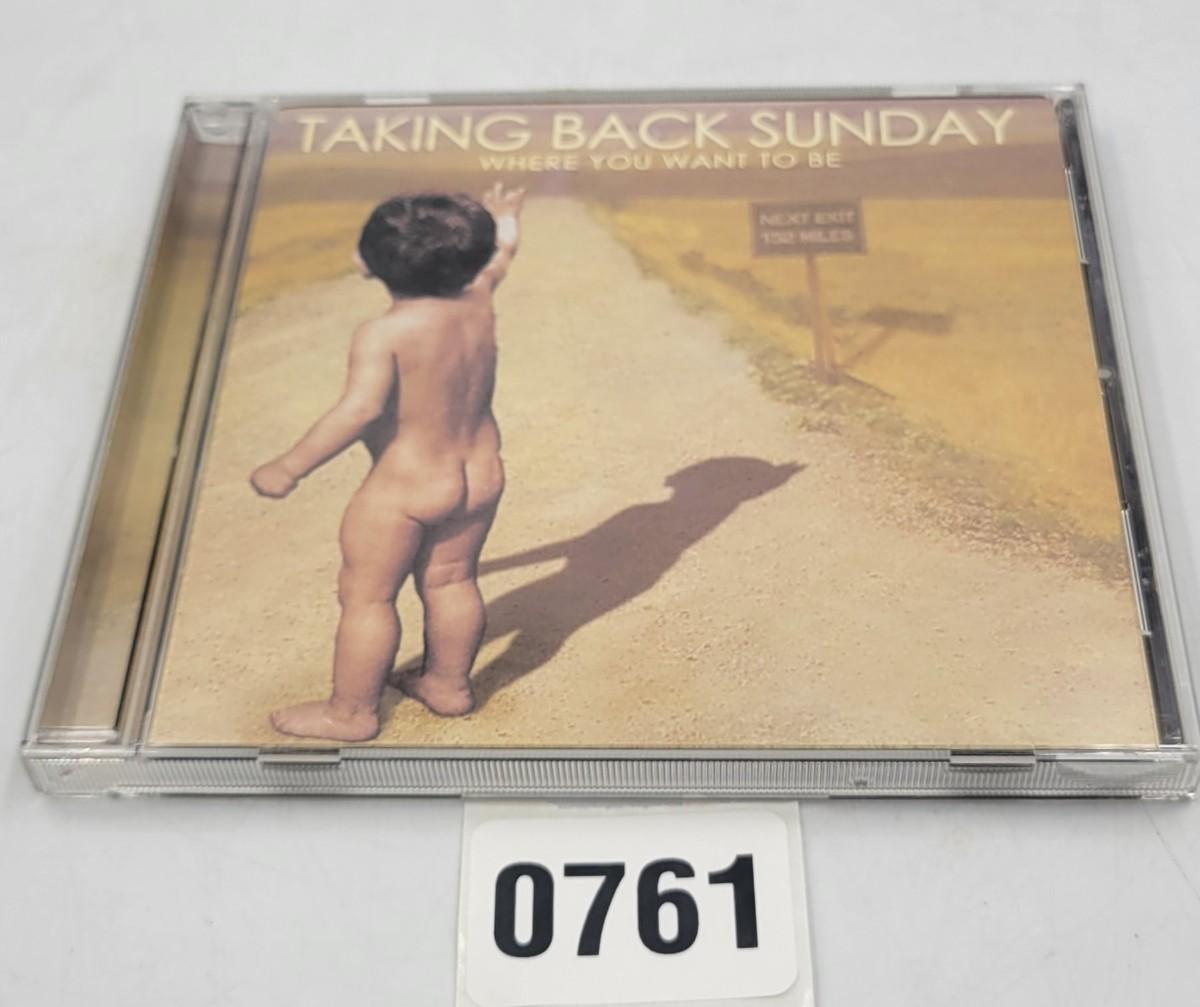 TAKING BACK SUNDAY
WHERE YOU WANT TO BE
NEXT EXIT
152 MILES
0761